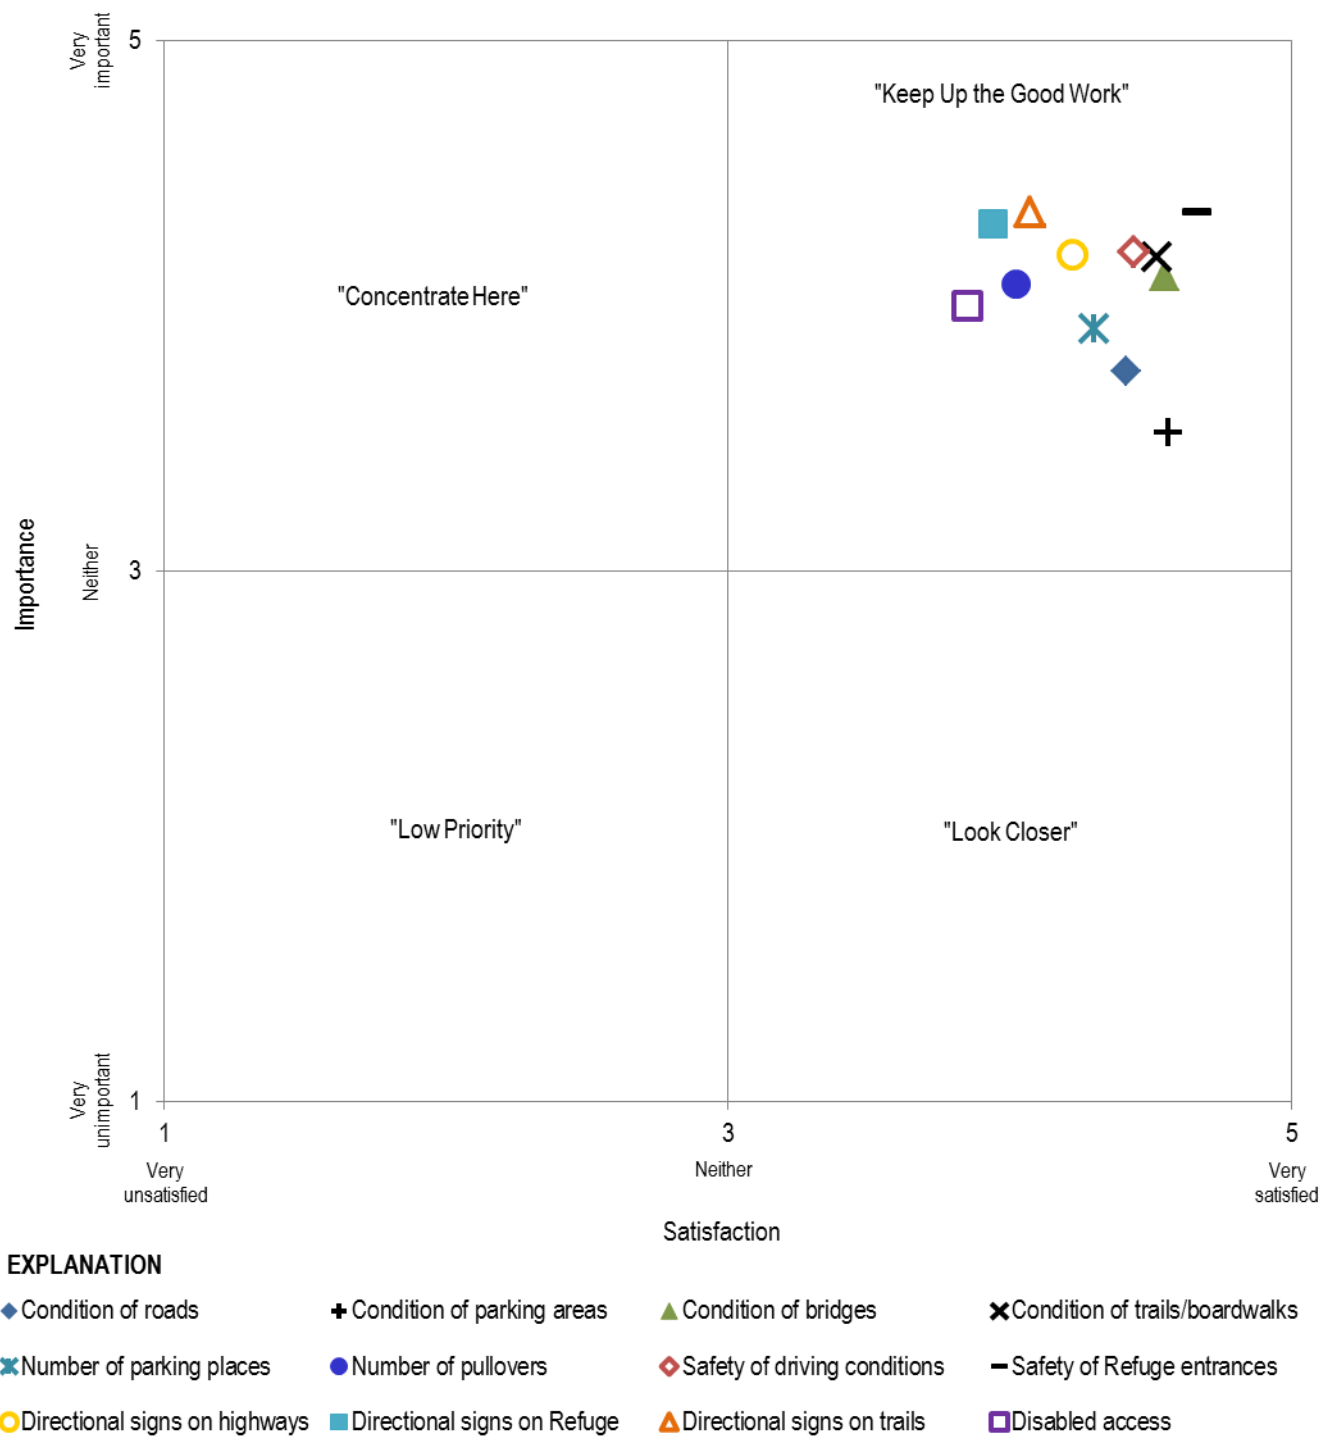 Very
important
5
"Keep Up the Good Work"
"Concentrate Here"
Importance
Neither
3
"Low Priority"
"Look Closer"
Very
unimportant
1
1
3
5
Very
unsatisfied
Neither
Very
satisfied
Satisfaction
EXPLANATION
Condition of roads
Condition of parking areas
Condition of bridges
Condition of trails/boardwalks
Number of parking places
Number of pullovers
Safety of driving conditions
Safety of Refuge entrances
Directional signs on highways
Directional signs on Refuge
Directional signs on trails
Disabled access